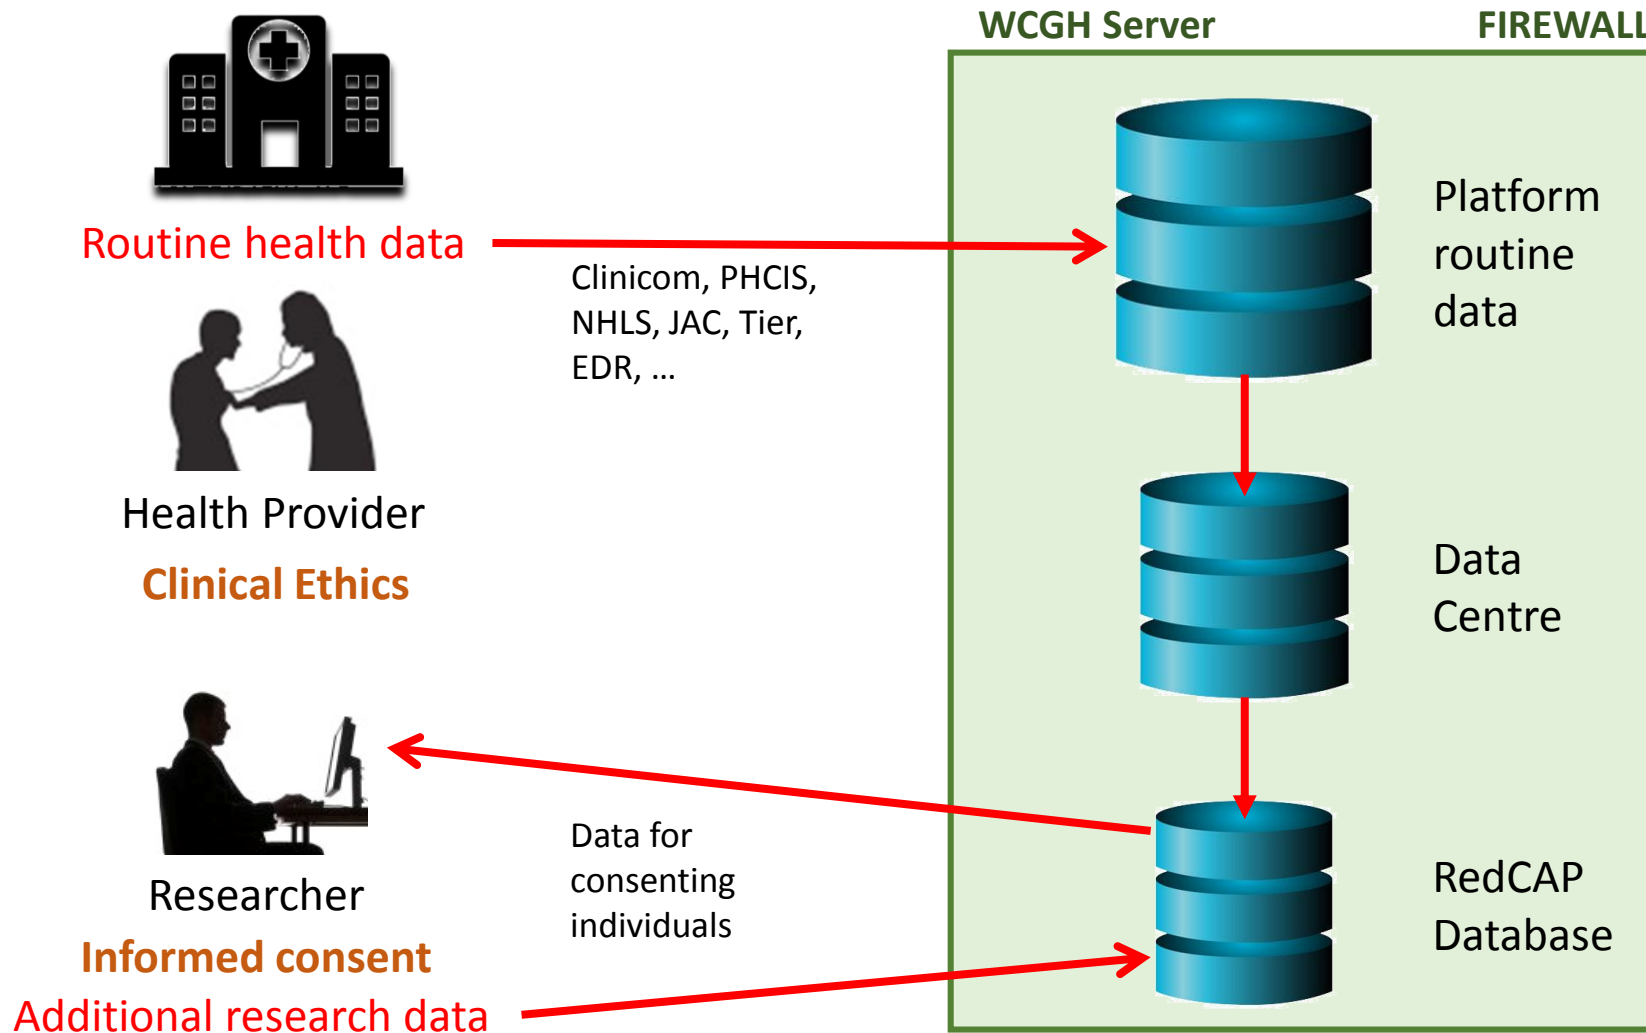 WCGH Server
FIREWALL
Routine health data
Clinicom, PHCIS,
NHLS, JAC, Tier,
EDR, ...
Platform
routine
data
Health Provider
Clinical Ethics
Data
Centre
Data for
consenting
individuals
RedCAP
Database
Researcher
Informed consent
Additional research data